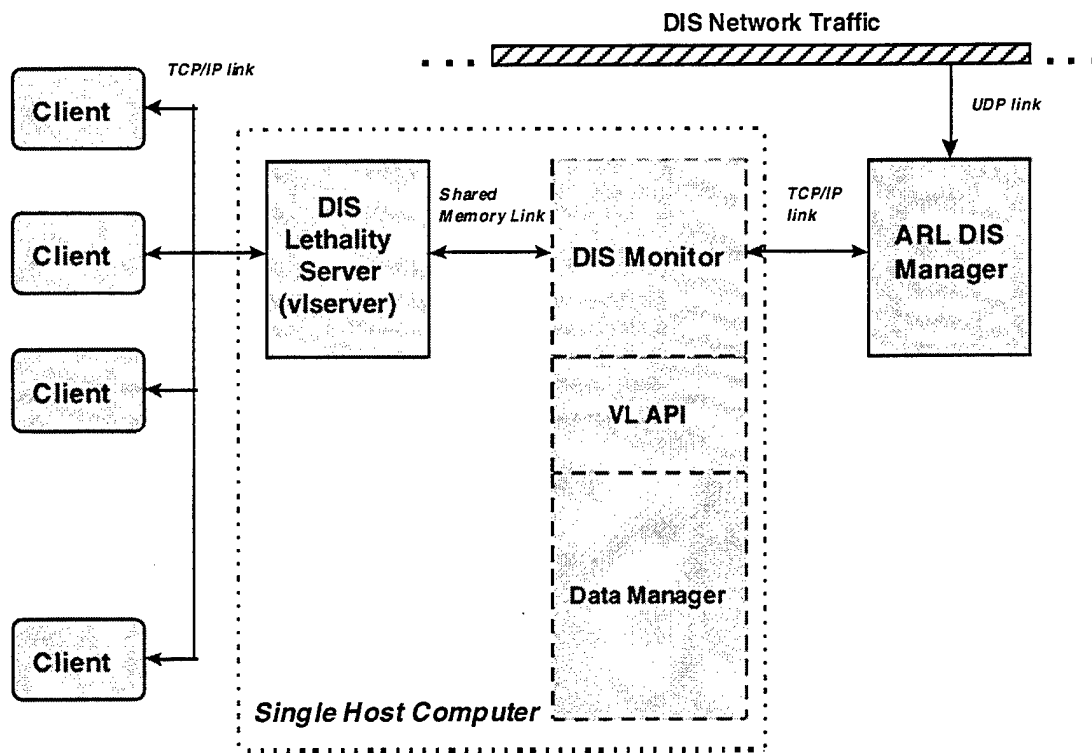 DIS Network Traffic
TCP/IP link
Client
UDP link
DIS
Lethality
Server
(vlserver)
Shared
Memory Link
DIS Monitor
TCP/IP
link
ARL DIS
Manager
Client
Client
VL API
Data Manager
Client
Single Host Computer